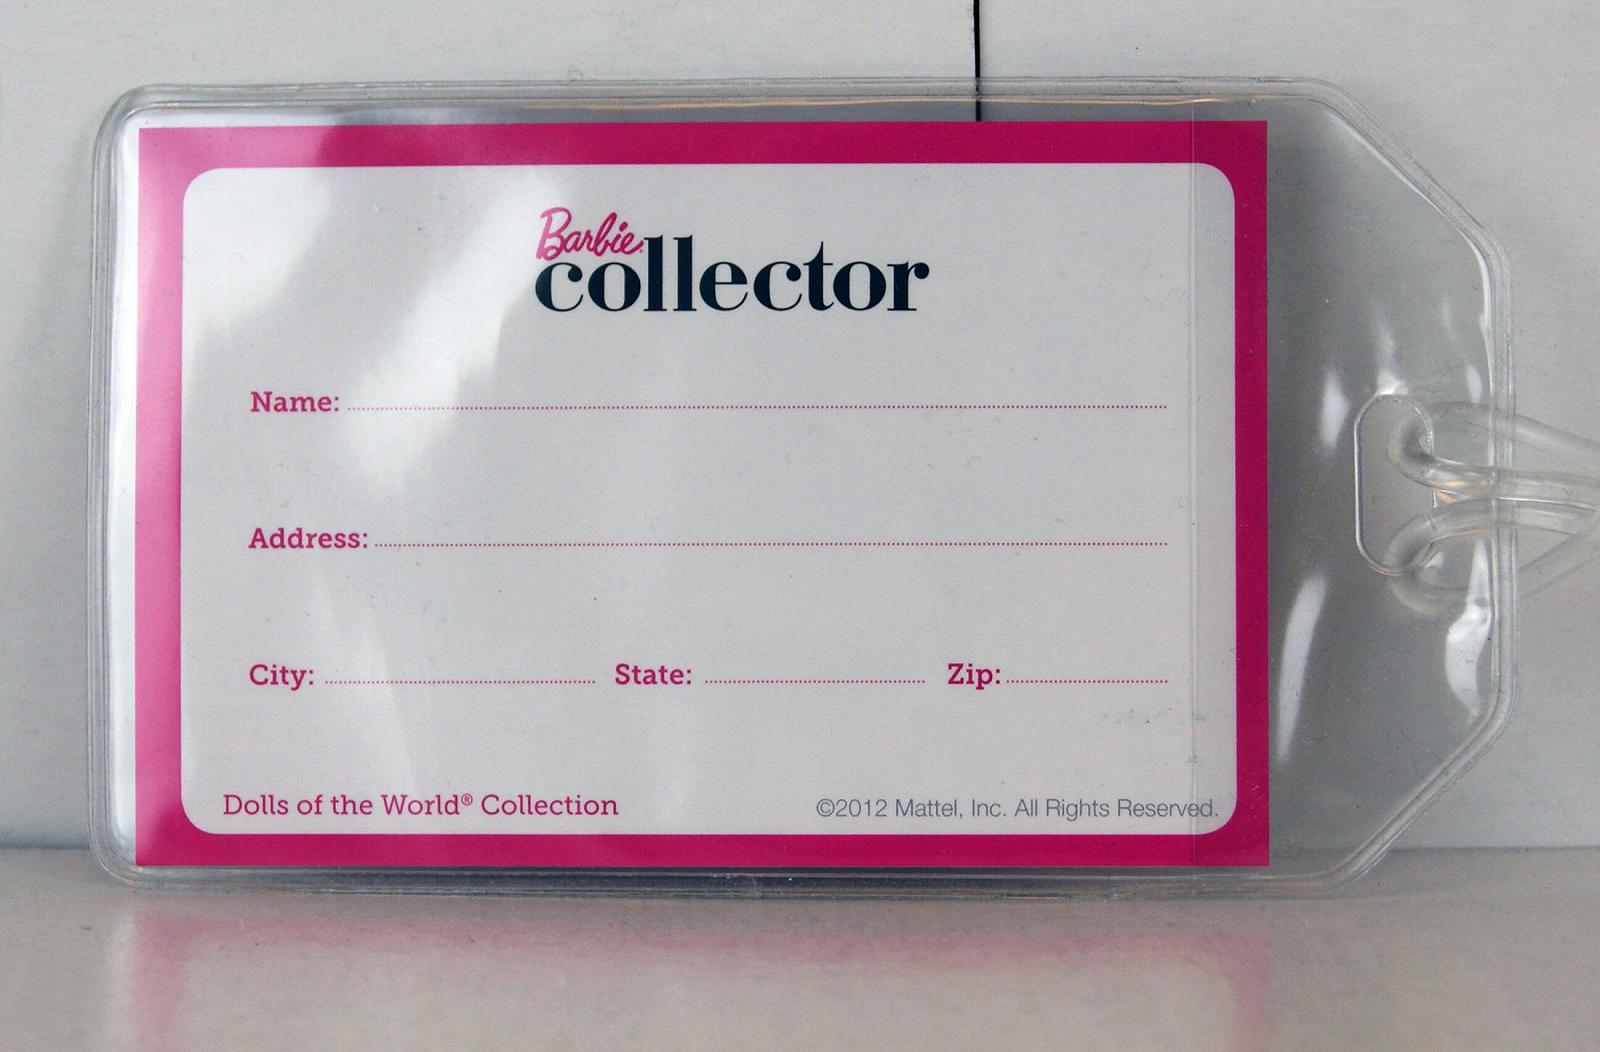 Barbie
collector
Name:
Address:
City: State: Zip:
Dolls of the World® Collection ©2012 Mattel, Inc. All Rights Reserved.